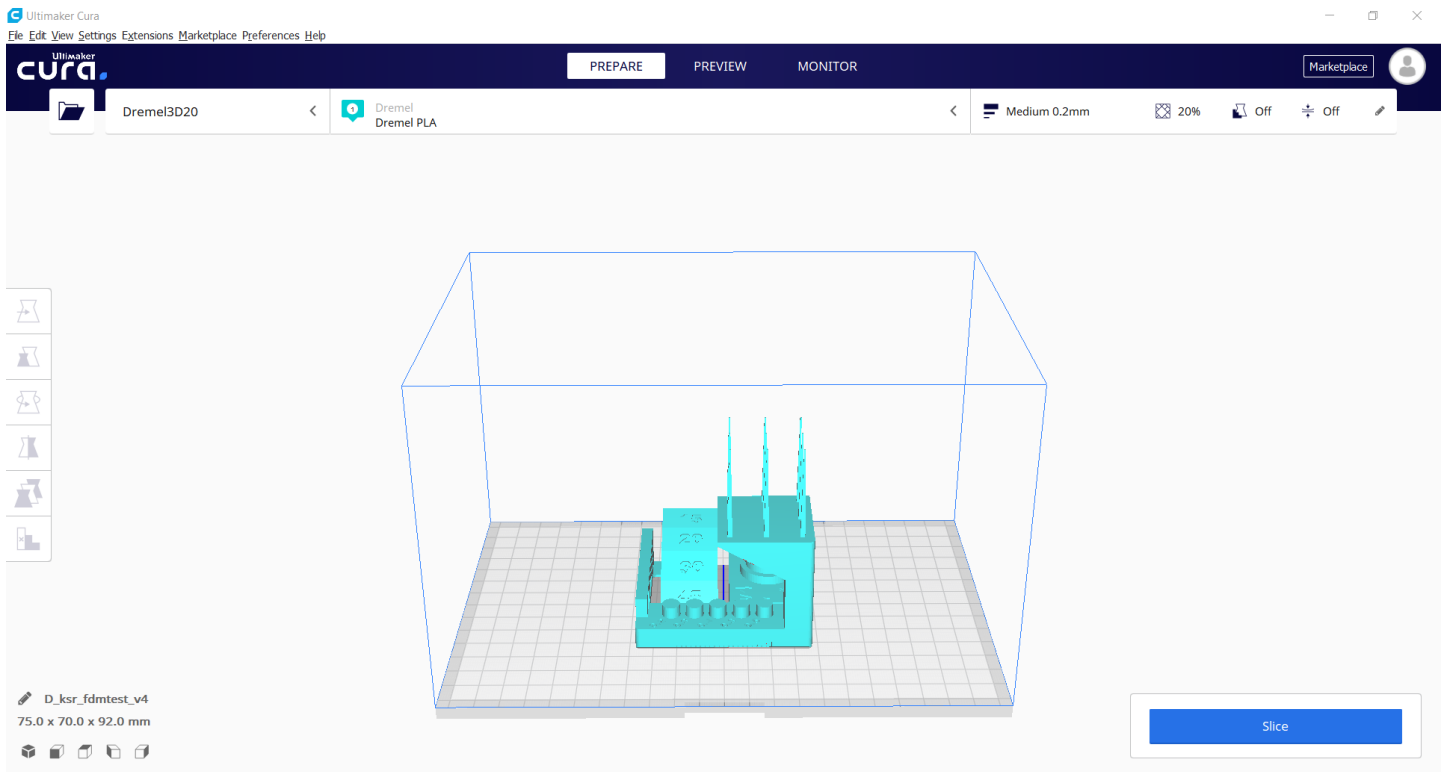 Ultimaker Cura
File Edit View Settings Extensions Marketplace Preferences Help
Ultimaker
cura.
PREPARE PREVIEW MONITOR
Marketplace
Dremel3D20
1
Dremel
Dremel PLA
Medium 0.2mm 20% Off Off
20
D_ksr_fdmtest_v4
75.0 x 70.0 x 92.0 mm
Slice